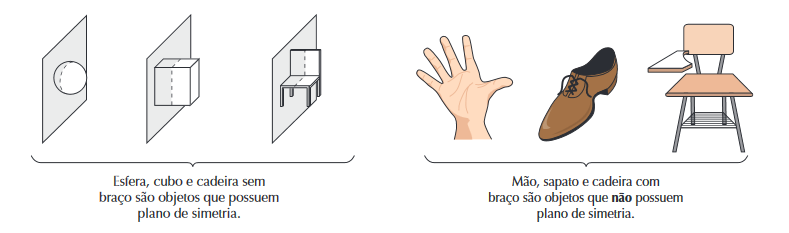 Esfera, cubo e cadeira sem
braço são objetos que possuem
plano de simetria.
Mão, sapato e cadeira com
braço são objetos que não possuem
plano de simetria.